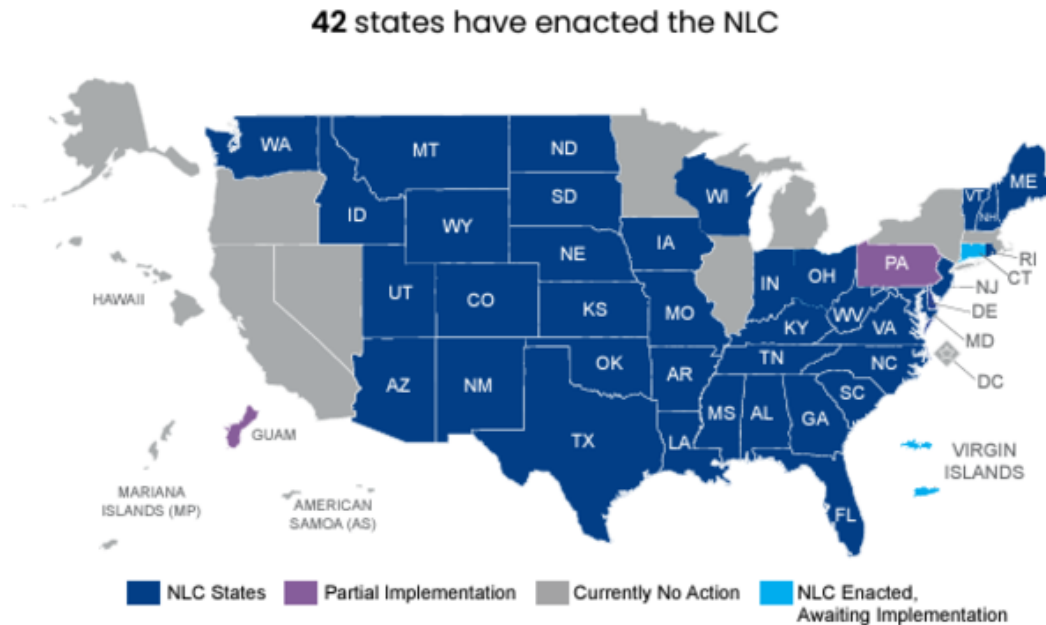 42 states have enacted the NLC
WA
MT
ND
ME
VT
NH
ID
SD
WI
WY
IA
PA
RI
CT
NE
NJ
IN
OH
HAWAII
UT
CO
DE
KS
MO
WV
VA
MD
KY
TN
NC
DC
OK
AZ
NM
AR
SC
MS
AL
GA
GUAM
TX
LA
VIRGIN
ISLANDS
MARIANA
ISLANDS (MP)
AMERICAN
SAMOA (AS)
FL
NLC States
Partial Implementation
Currently No Action
NLC Enacted,
Awaiting Implementation